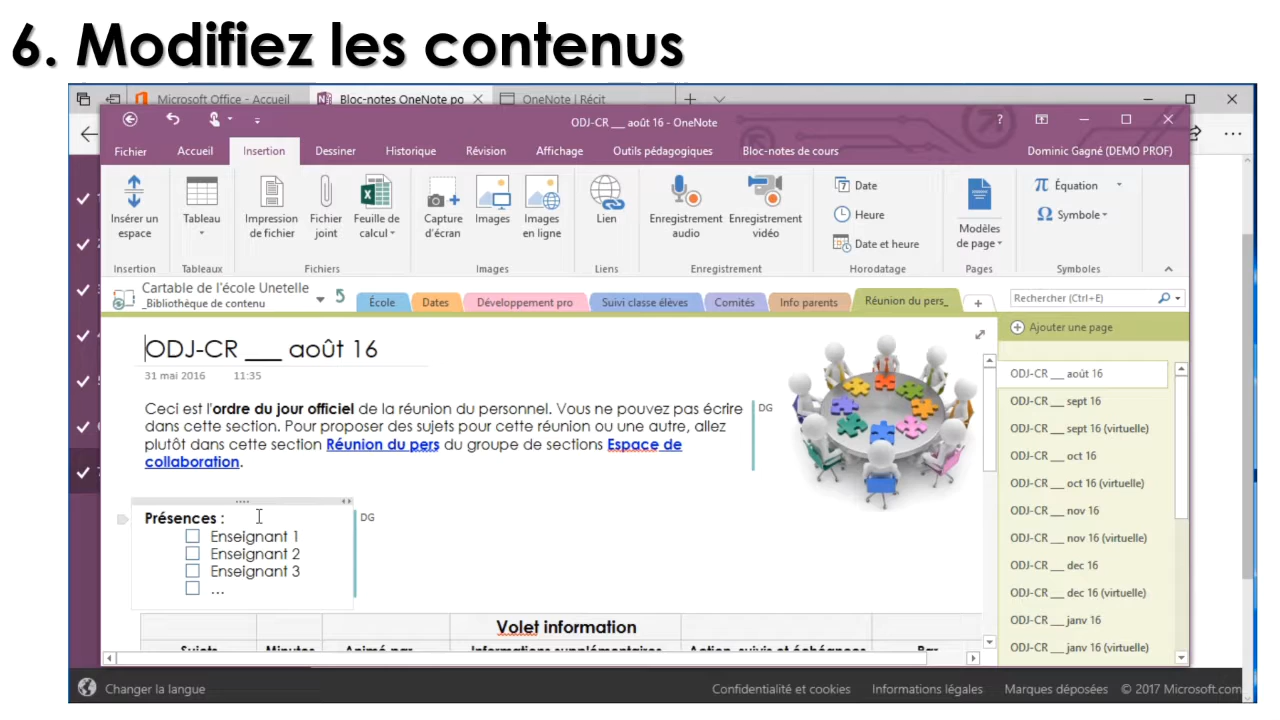 6. Modifiez les contenus
Microsoft Office - Accueil
Bloc-notes OneNote po
OneNote | Récit
ODJ-CR ___ août 16 - OneNote
Fichier
Accueil
Insertion
Dessiner
Historique
Révision
Affichage
Outils pédagogiques
Bloc-notes de cours
Dominic Gagné (DEMO PROF)
Insérer un
espace
Tableau
Impression
de fichier
Fichier
joint
Feuille de
calcul
Capture
d'écran
Images
Images
en ligne
Lien
Enregistrement
audio
Enregistrement
vidéo
Date
Heure
Date et heure
Modèles
de page
Équation
Symbole
Insertion
Tableaux
Fichiers
Images
Liens
Enregistrement
Horodatage
Pages
Symboles
Cartable de l'école Unetelle
_Bibliothèque de contenu
École
Dates
Développement pro
Suivi classe élèves
Comités
Info parents
Réunion du pers_
Rechercher (Ctrl+E)
Ajouter une page
ODJ-CR ___ août 16
31 mai 2016 11:35
Ceci est l'ordre du jour officiel de la réunion du personnel. Vous ne pouvez pas écrire
dans cette section. Pour proposer des sujets pour cette réunion ou une autre, allez
plutôt dans cette section Réunion du pers du groupe de sections Espace de
collaboration.
DG
Présences :
DG
Enseignant 1
Enseignant 2
Enseignant 3
...
Volet information
Sujets
Minutes
Animé par
Informations supplémentaires
Action, suivis et échéances
Par
ODJ-CR ___ août 16
ODJ-CR ___ sept 16
ODJ-CR ___ sept 16 (virtuelle)
ODJ-CR ___ oct 16
ODJ-CR ___ oct 16 (virtuelle)
ODJ-CR ___ nov 16
ODJ-CR ___ nov 16 (virtuelle)
ODJ-CR ___ dec 16
ODJ-CR ___ dec 16 (virtuelle)
ODJ-CR ___ janv 16
ODJ-CR ___ janv 16 (virtuelle)
Changer la langue
Confidentialité et cookies
Informations légales
Marques déposées
© 2017 Microsoft.com